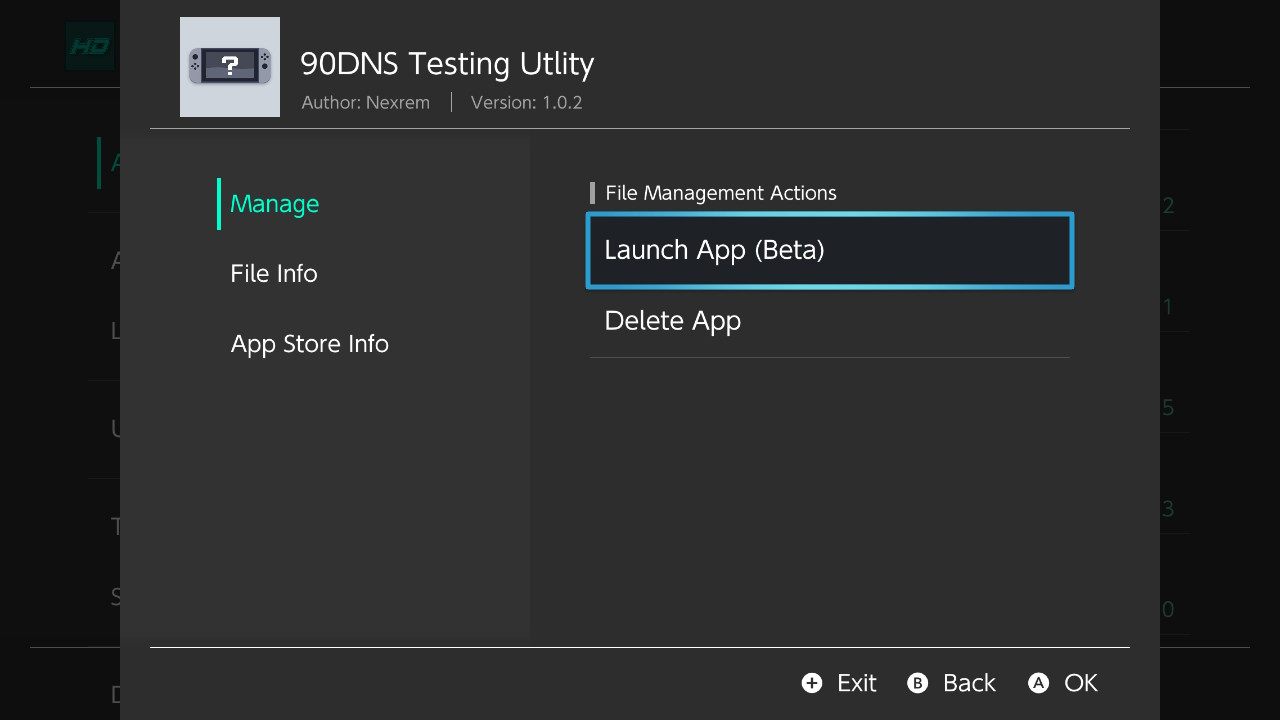 HD
?
90DNS Testing Utlity
Author: Nexrem | Version: 1.0.2
Manage
File Info
App Store Info
File Management Actions
Launch App (Beta)
Delete App
A
A
L
U
T
S
D
2
1
5
3
0
+ Exit B Back A OK